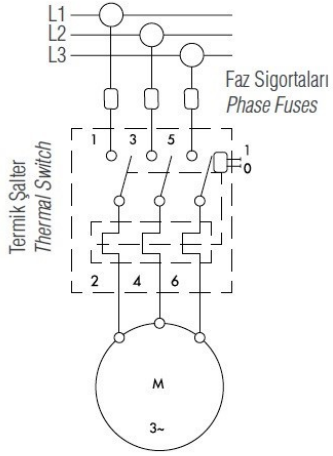 L1
L2
L3
Faz Sigortaları
Phase Fuses
1 3 5
1
0
Termik Şalter
Thermal Switch
2 4 6
M
3~